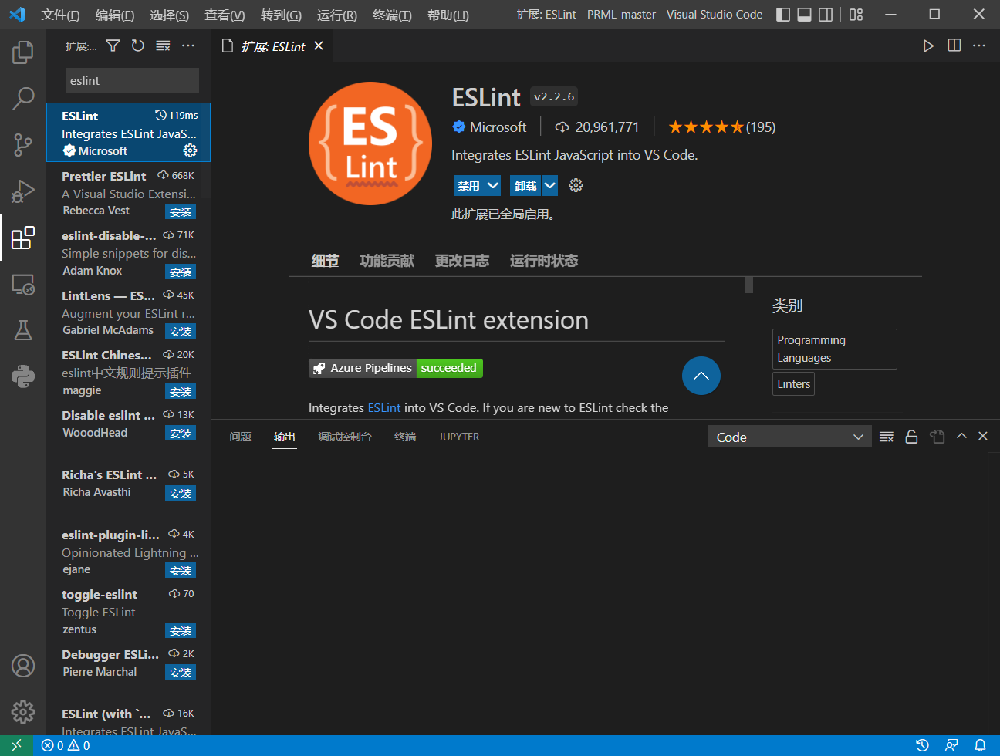 文件(F) 编辑(E) 选择(S) 查看(V) 转到(G) 运行(R) 终端(T) 帮助(H) 扩展: ESLint - PRML-master - Visual Studio Code
扩展:...
扩展: ESLint
eslint
ESLint 119ms
Integrates ESLint JavaS...
Microsoft
Prettier ESLint 668K
A Visual Studio Extensi...
Rebecca Vest 安装
eslint-disable-... 71K
Simple snippets for dis...
Adam Knox 安装
LintLens — ES... 45K
Augment your ESLint r...
Gabriel McAdams 安装
ESLint Chines... 20K
eslint中文规则提示插件
maggie 安装
Disable eslint ... 13K
WooodHead 安装
Richa's ESLint ... 5K
Richa Avasthi 安装
eslint-plugin-li... 4K
Opinionated Lightning ...
ejane 安装
toggle-eslint 70
Toggle ESLint
zentus 安装
Debugger ESLi... 2K
Pierre Marchal 安装
ESLint (with `... 16K
Integrates ESLint JavaS...
ES
Lint
ESLint v2.2.6
Microsoft 20,961,771 (195)
Integrates ESLint JavaScript into VS Code.
禁用 卸载
此扩展已全局启用。
细节 功能贡献 更改日志 运行时状态
VS Code ESLint extension
Azure Pipelines succeeded
Integrates ESLint into VS Code. If you are new to ESLint check the
类别
Programming
Languages
Linters
问题 输出 调试控制台 终端 JUPYTER Code
0 0